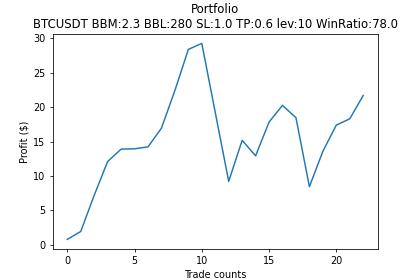 Portfolio
BTCUSDT BBM:2.3 BBL:280 SL:1.0 TP:0.6 lev:10 WinRatio:78.0
30
25
20
15
10
5
0
Profit ($)
0 5 10 15 20
Trade counts